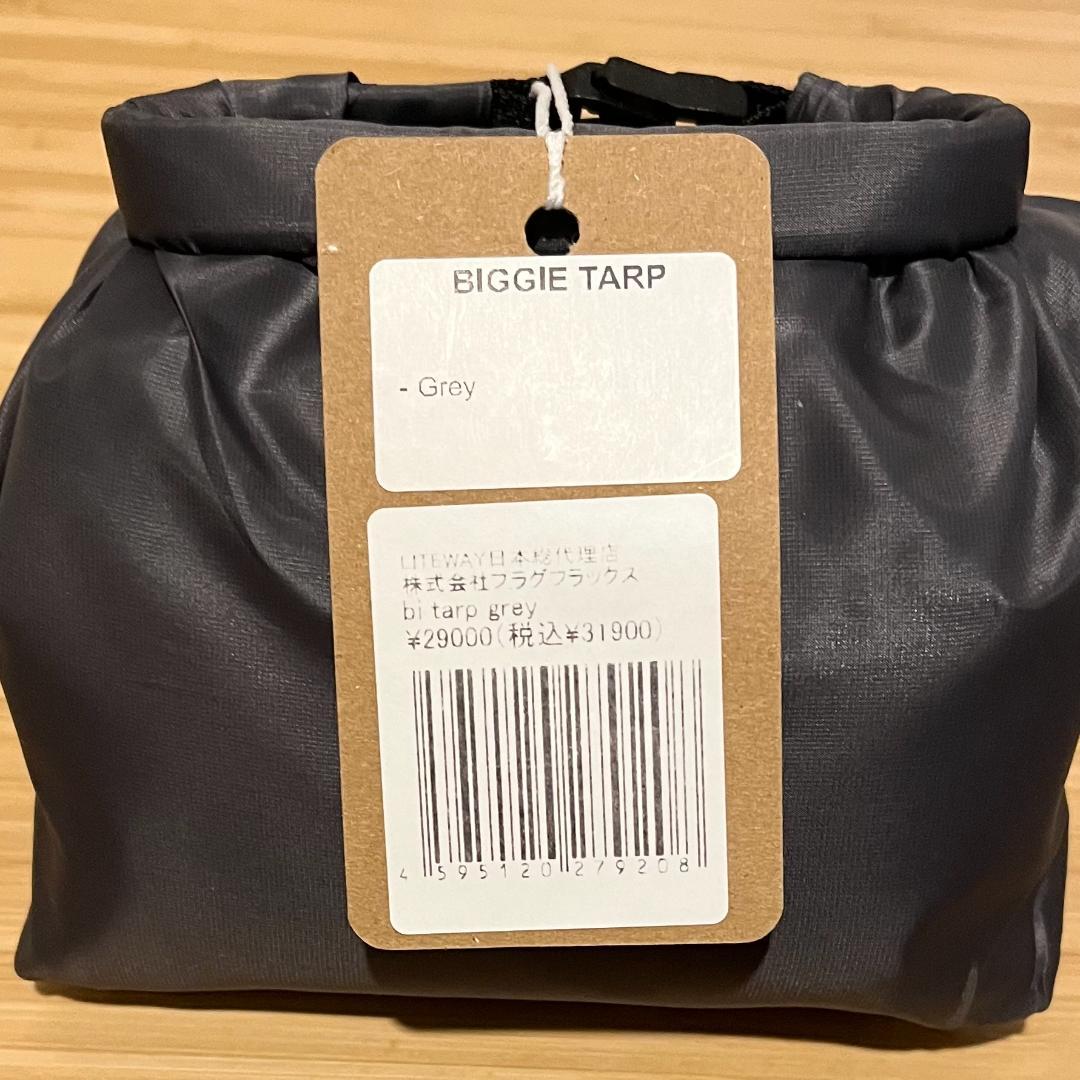 BIGGIE TARP
- Grey
LITEWAY日本総代理店
株式会社フラグフラックス
bi tarp grey
¥29000(税込¥31900)
4 595120 279208